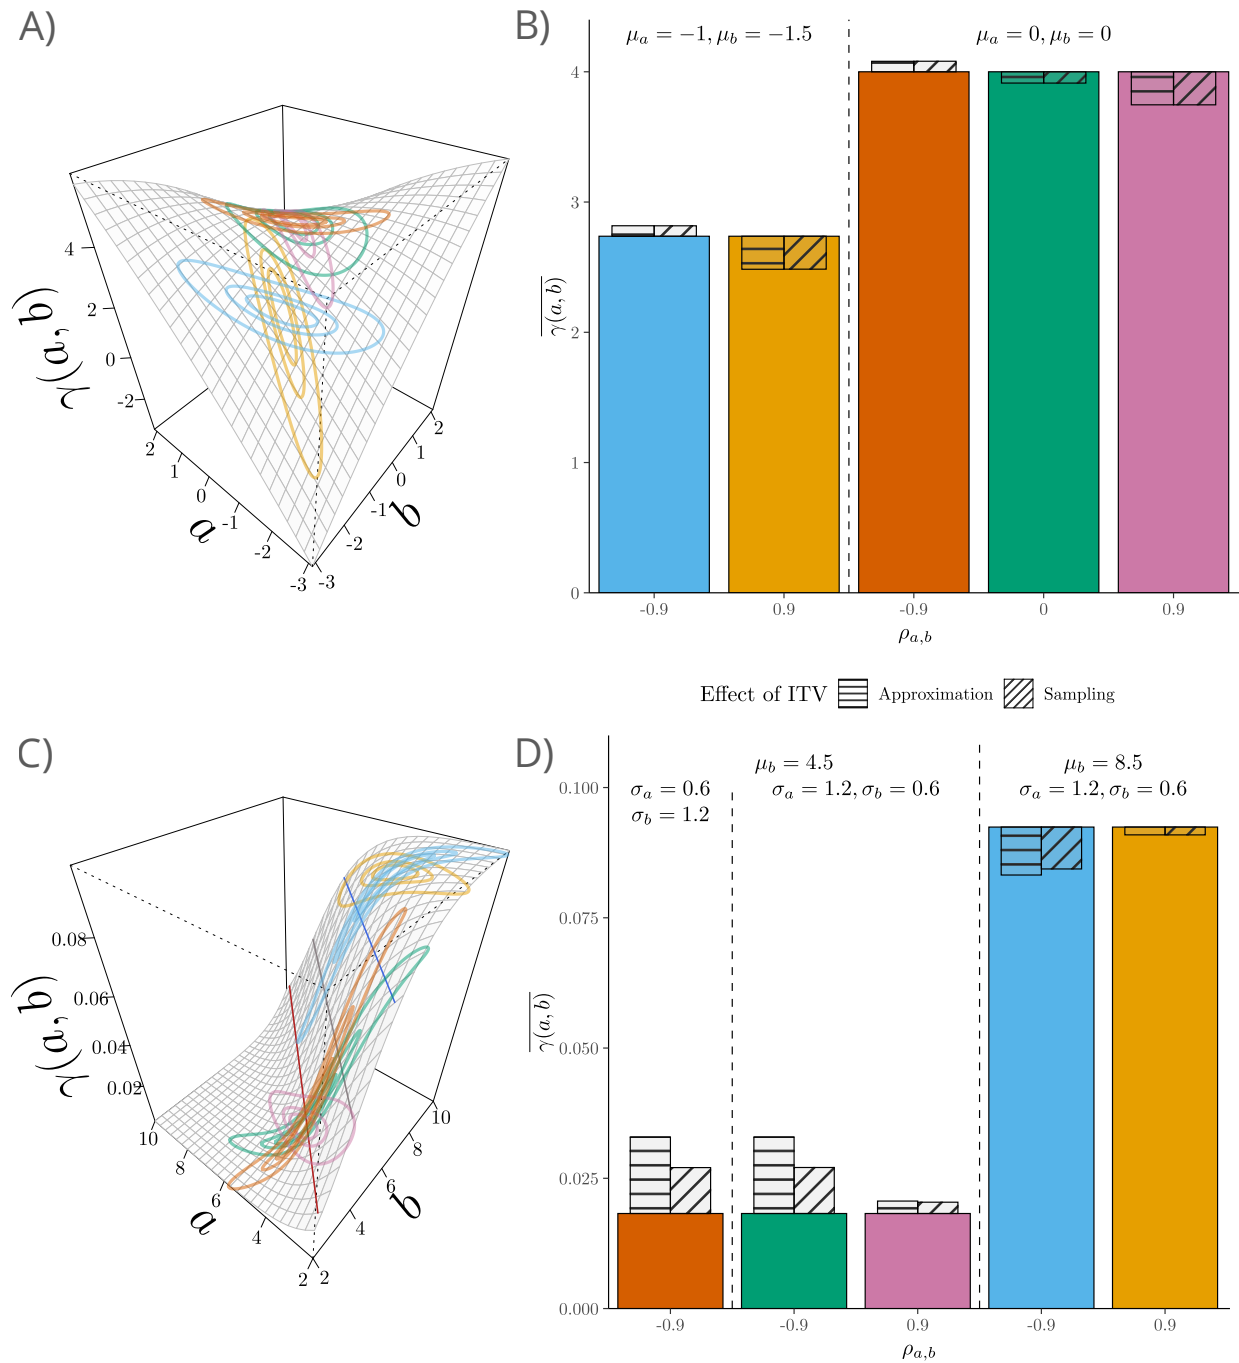 A)
4
2
0
-2
γ(a, b)
2
1
0
-1
-2
-3
a
-3
-2
-1
0
1
2
b
B)
μa = −1, μb = −1.5
μa = 0, μb = 0
4
3
2
1
0
γ(a, b)
-0.9
0.9
-0.9
0
0.9
ρa,b
Effect of ITV
Approximation
Sampling
C)
0.08
0.06
0.04
0.02
γ(a, b)
10
8
6
4
2
a
2
4
6
8
10
b
D)
μb = 4.5
μb = 8.5
σa = 0.6
σb = 1.2
σa = 1.2, σb = 0.6
σa = 1.2, σb = 0.6
0.100
0.075
0.050
0.025
0.000
γ(a, b)
-0.9
-0.9
0.9
-0.9
0.9
ρa,b